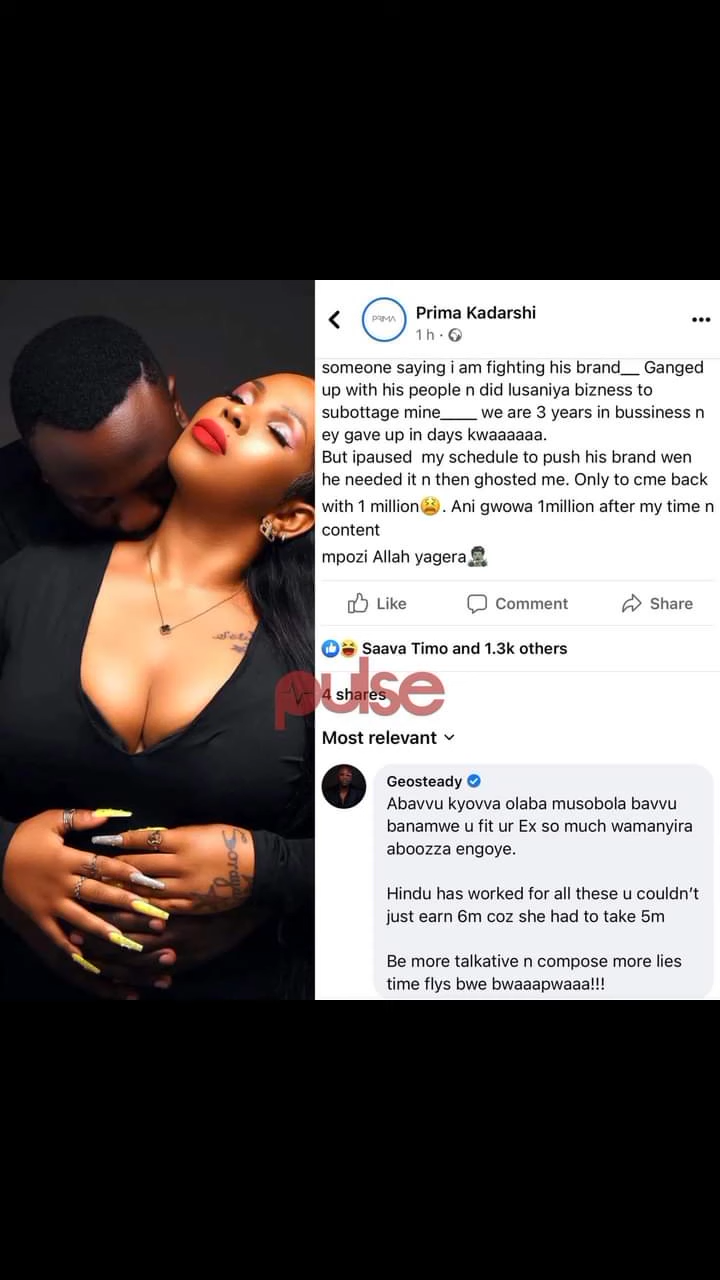 PRIMA
Prima Kadarshi
1 h ·
someone saying i am fighting his brand__ Ganged
up with his people n did lusaniya bizness to
subottage mine____ we are 3 years in bussiness n
ey gave up in days kwaaaaaa.
But ipaused my schedule to push his brand wen
he needed it n then ghosted me. Only to cme back
with 1 million😫. Ani gwowa 1million after my time n
content
mpozi Allah yagera
Like Comment Share
Saava Timo and 1.3k others
pulse
4 shares
Most relevant
Geosteady
Abavvu kyovva olaba musobola bavvu
banamwe u fit ur Ex so much wamanyira
aboozza engoye.
Hindu has worked for all these u couldn't
just earn 6m coz she had to take 5m
Be more talkative n compose more lies
time flys bwe bwaaapwaaa!!!